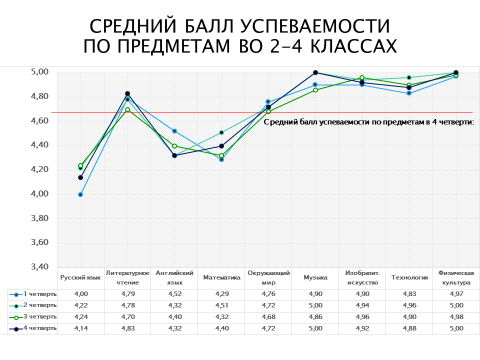 СРЕДНИЙ БАЛЛ УСПЕВАЕМОСТИ
ПО ПРЕДМЕТАМ ВО 2-4 КЛАССАХ
5,00
4,80
4,60
4,40
4,20
4,00
3,80
3,60
3,40
Средний балл успеваемости по предметам в 4 четверти:
Русский язык Литературное чтение Английский язык Математика Окружающий мир Музыка Изобразит. искусство Технология Физическая культура
1 четверть 4,00 4,79 4,52 4,29 4,76 4,90 4,90 4,83 4,97
2 четверть 4,22 4,78 4,32 4,51 4,72 5,00 4,94 4,96 5,00
3 четверть 4,24 4,70 4,40 4,32 4,68 4,86 4,96 4,90 4,98
4 четверть 4,14 4,83 4,32 4,40 4,72 5,00 4,92 4,88 5,00